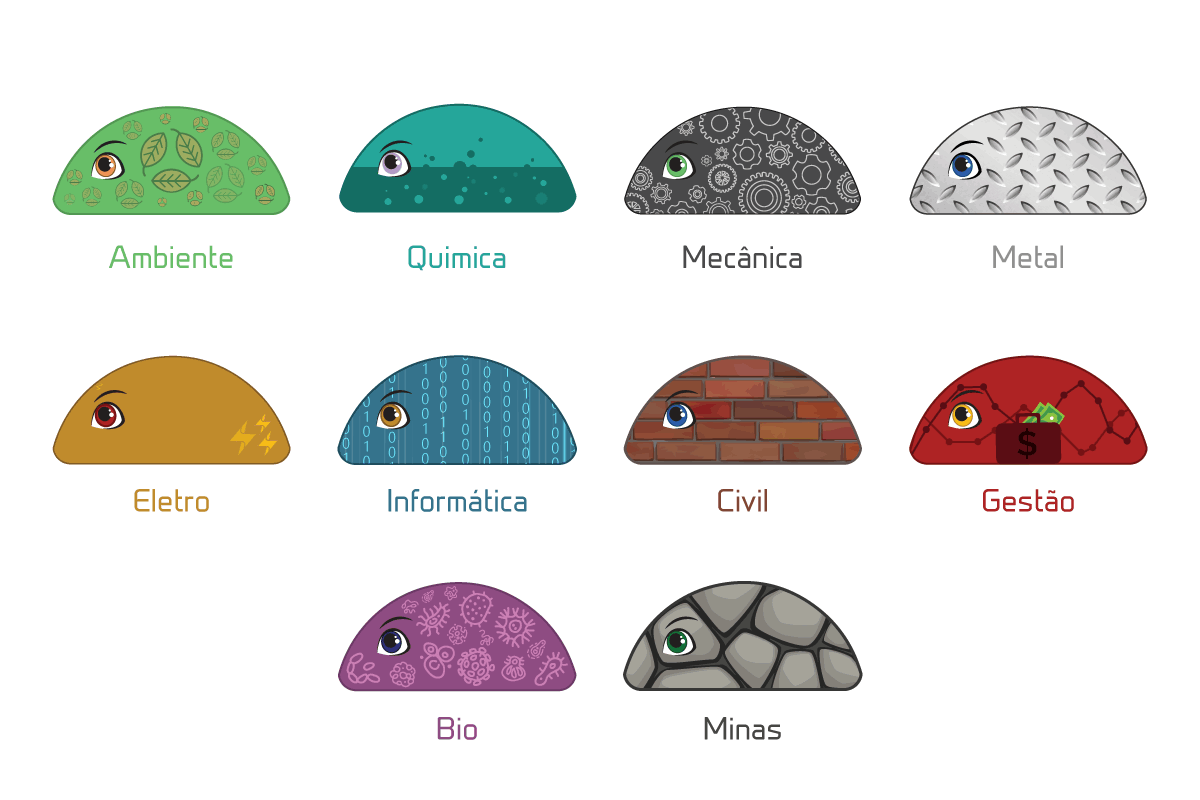 Ambiente
Quimica
Mecânica
Metal
Eletro
Informática
Civil
$
Gestão
Bio
Minas